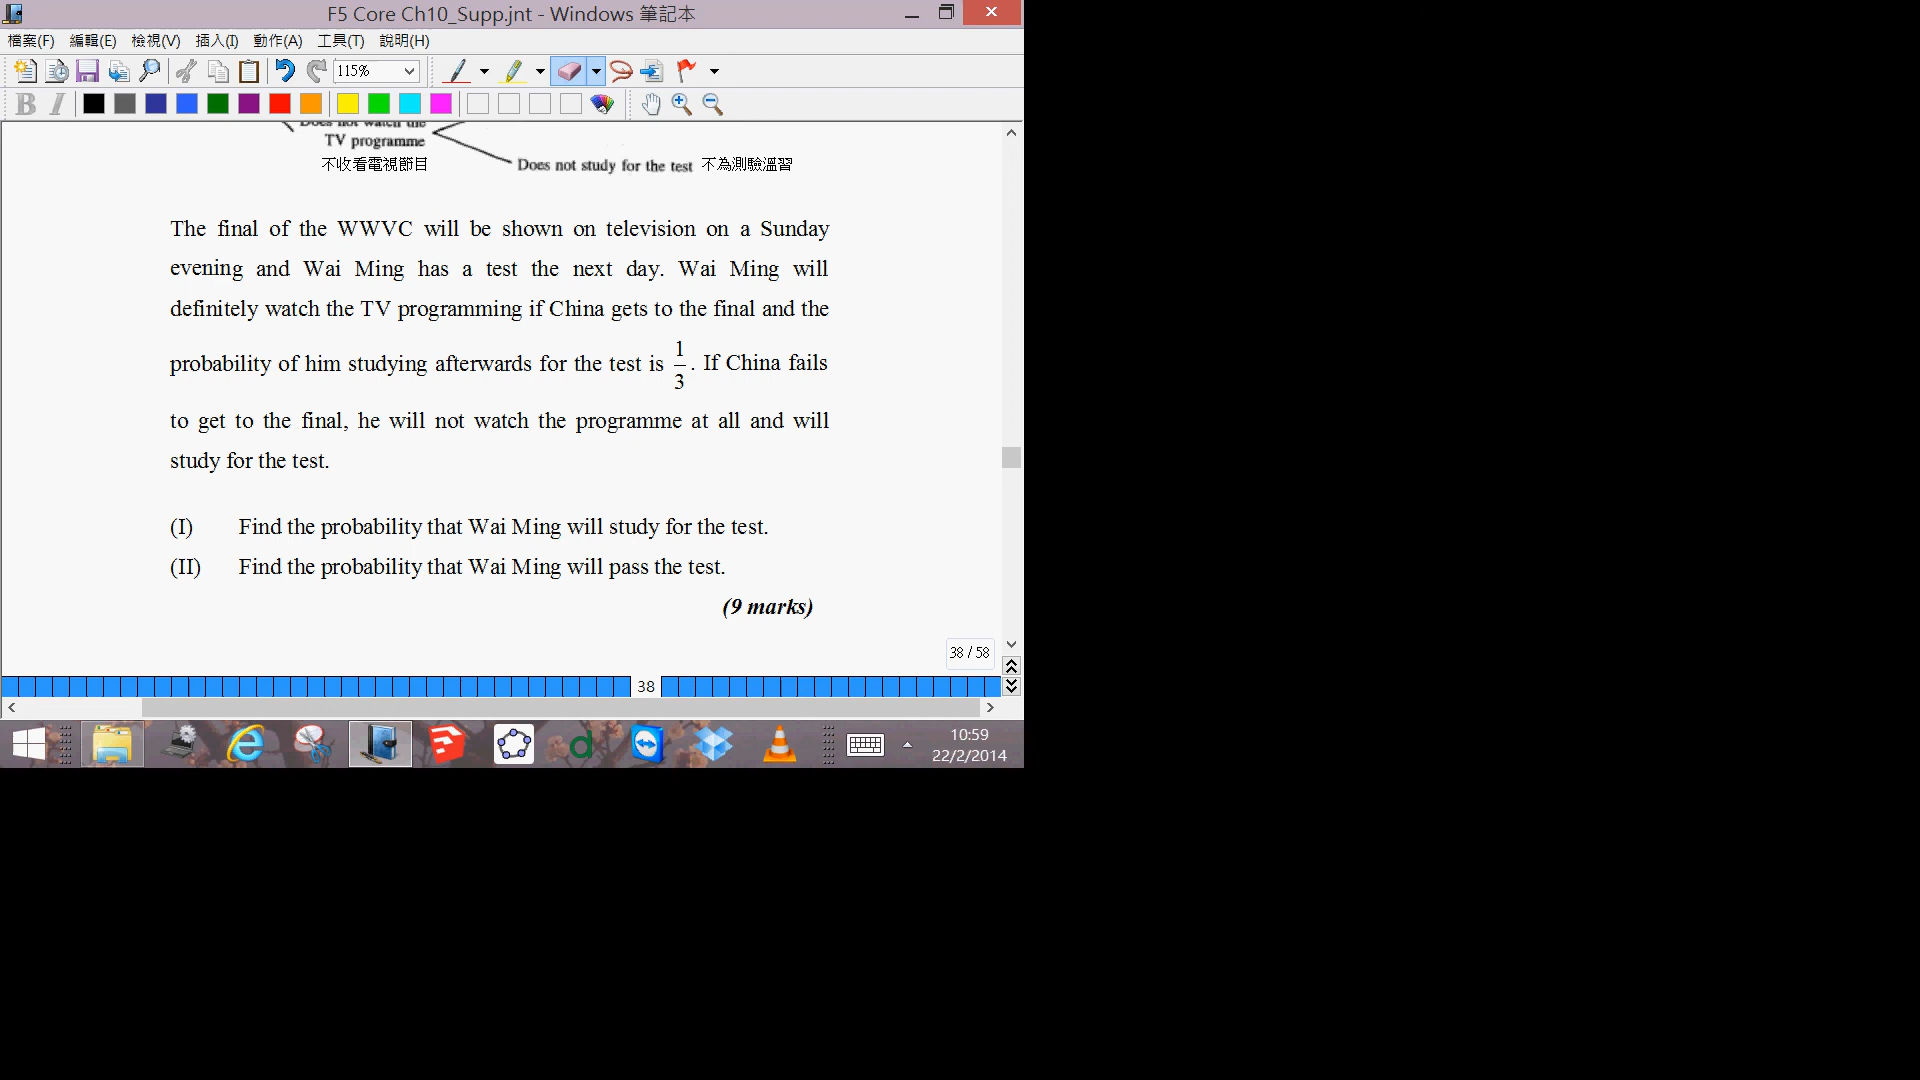 F5 Core Ch10_Supp.jnt - Windows 筆記本
檔案(F) 編輯(E) 檢視(V) 插入(I) 動作(A) 工具(T) 說明(H)
115%
B I
Does not watch the
TV programme
不收看電視節目
Does not study for the test 不為測驗溫習
The final of the WWVC will be shown on television on a Sunday
evening and Wai Ming has a test the next day. Wai Ming will
definitely watch the TV programming if China gets to the final and the
probability of him studying afterwards for the test is 1/3. If China fails
to get to the final, he will not watch the programme at all and will
study for the test.
(I) Find the probability that Wai Ming will study for the test.
(II) Find the probability that Wai Ming will pass the test.
(9 marks)
38 / 58
38
d
10:59
22/2/2014